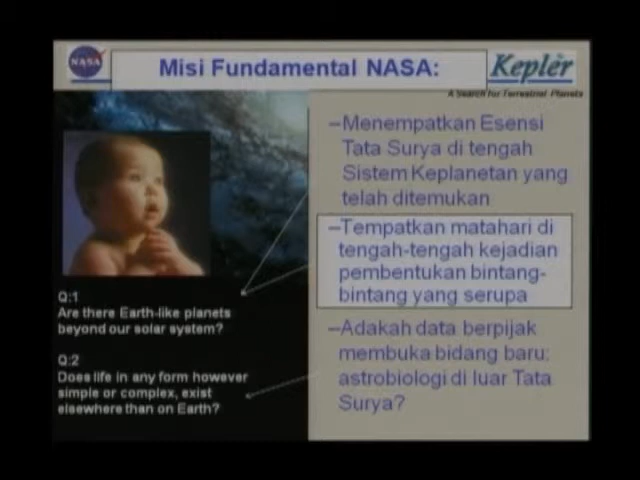 NASA
Misi Fundamental NASA:
Kepler
A Search for Terrestrial Planets
–Menempatkan Esensi
Tata Surya di tengah
Sistem Keplanetan yang
telah ditemukan
–Tempatkan matahari di
tengah-tengah kejadian
pembentukan bintang-
bintang yang serupa
–Adakah data berpijak
membuka bidang baru;
astrobiologi di luar Tata
Surya?
Q:1
Are there Earth-like planets
beyond our solar system?
Q:2
Does life in any form however
simple or complex, exist
elsewhere than on Earth?